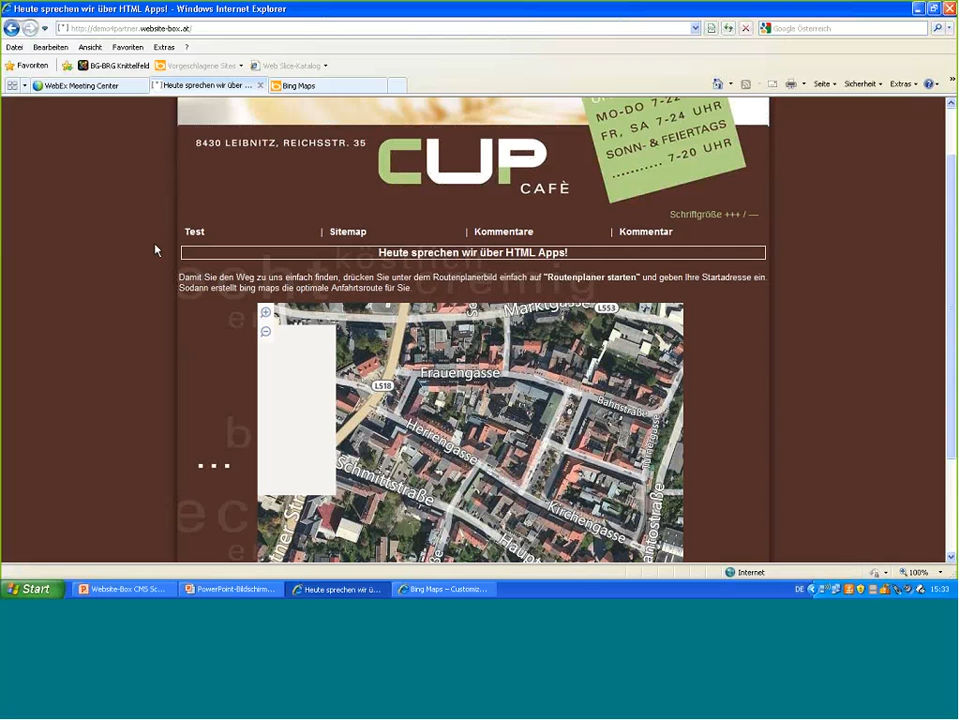 Heute sprechen wir über HTML Apps! - Windows Internet Explorer
http://demo4partner.website-box.at/
Google Österreich
Datei Bearbeiten Ansicht Favoriten Extras ?
Favoriten BG-BRG Knittelfeld Vorgeschlagene Sites Web Slice-Katalog
WebEx Meeting Center Heute sprechen wir über ... Bing Maps Seite Sicherheit Extras
MO-DO 7-22 UHR
FR, SA 7-24 UHR
SONN- & FEIERTAGS
........... 7-20 UHR
8430 LEIBNITZ, REICHSSTR. 35
CUP
CAFÈ
Schriftgröße +++ / ---
Test | Sitemap | Kommentare | Kommentar
Heute sprechen wir über HTML Apps!
Damit Sie den Weg zu uns einfach finden, drücken Sie unter dem Routenplanerbild einfach auf "Routenplaner starten" und geben Ihre Startadresse ein.
Sodann erstellt bing maps die optimale Anfahrtsroute für Sie.
Marktgasse
L553
Frauengasse
L518
Bahnstraße
Herrengasse
Schmittstraße
Kirchengasse
...
Internet 100%
Start Website-Box CMS Sc... PowerPoint-Bildschirm... Heute sprechen wir ü... Bing Maps – Customiz... DE 15:33